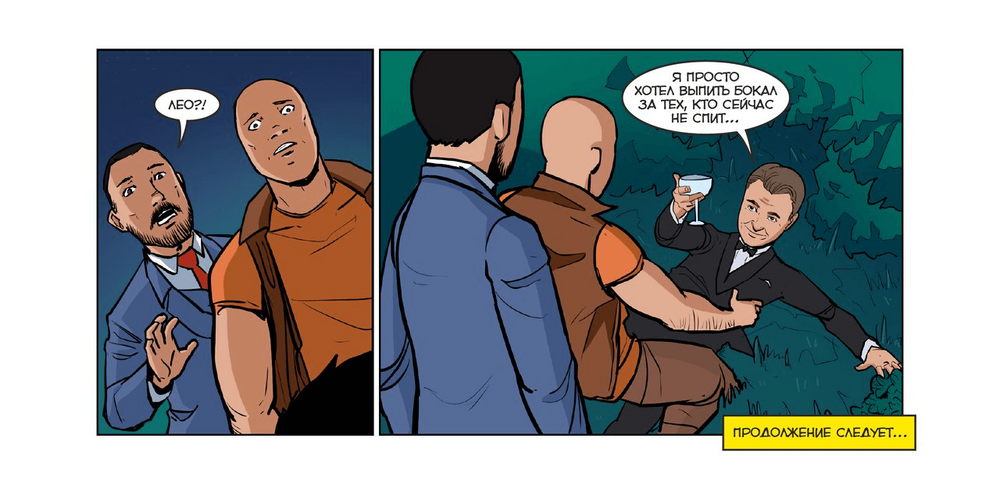 ЛЕО?!
Я ПРОСТО
ХОТЕЛ ВЫПИТЬ БОКАЛ
ЗА ТЕХ, КТО СЕЙЧАС
НЕ СПИТ...
ПРОДОЛЖЕНИЕ СЛЕДУЕТ...